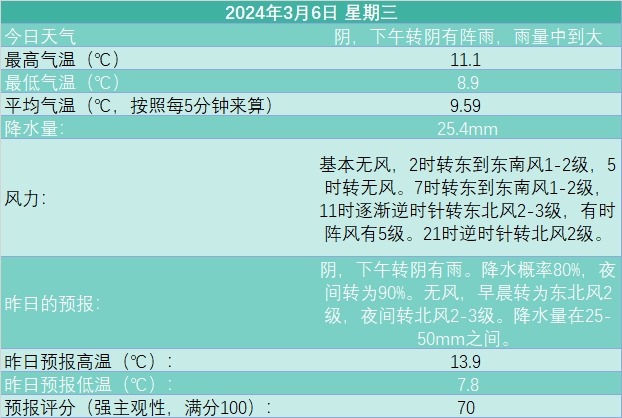 2024年3月6日 星期三
今日天气 阴，下午转阴有阵雨，雨量中到大
最高气温（℃） 11.1
最低气温（℃） 8.9
平均气温（℃，按照每5分钟来算） 9.59
降水量： 25.4mm
风力：
基本无风，2时转东到东南风1-2级，5
时转无风。7时转东到东南风1-2级，
11时逐渐逆时针转东北风2-3级，有时
阵风有5级。21时逆时针转北风2级。
昨日的预报：
阴，下午转阴有雨。降水概率80%，夜
间转为90%。无风，早晨转为东北风2
级，夜间转北风2-3级。降水量在25-
50mm之间。
昨日预报高温（℃）： 13.9
昨日预报低温（℃）： 7.8
预报评分（强主观性，满分100）： 70